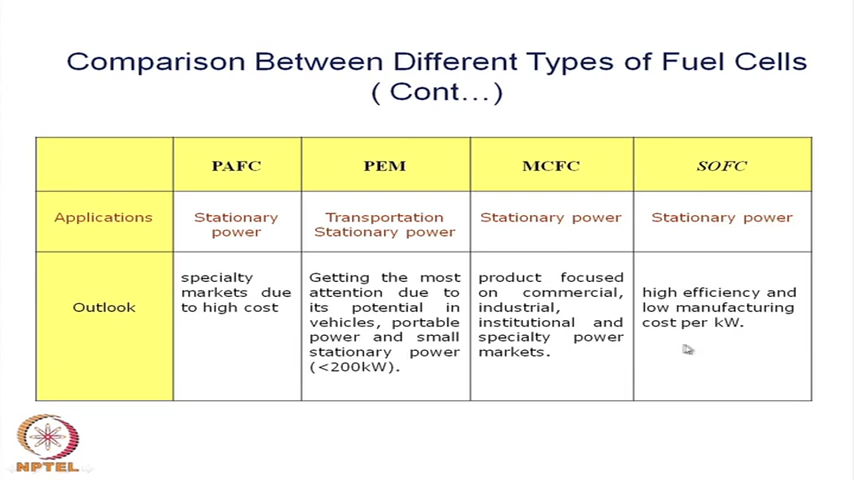 Comparison Between Different Types of Fuel Cells
( Cont…)
PAFC PEM MCFC SOFC
Applications
Stationary
power
Transportation
Stationary power
Stationary power
Stationary power
Outlook
specialty
markets due
to high cost
Getting the most
attention due to
its potential in
vehicles, portable
power and small
stationary power
(<200kW).
product focused
on commercial,
industrial,
institutional and
specialty power
markets.
high efficiency and
low manufacturing
cost per kW.
NPTEL